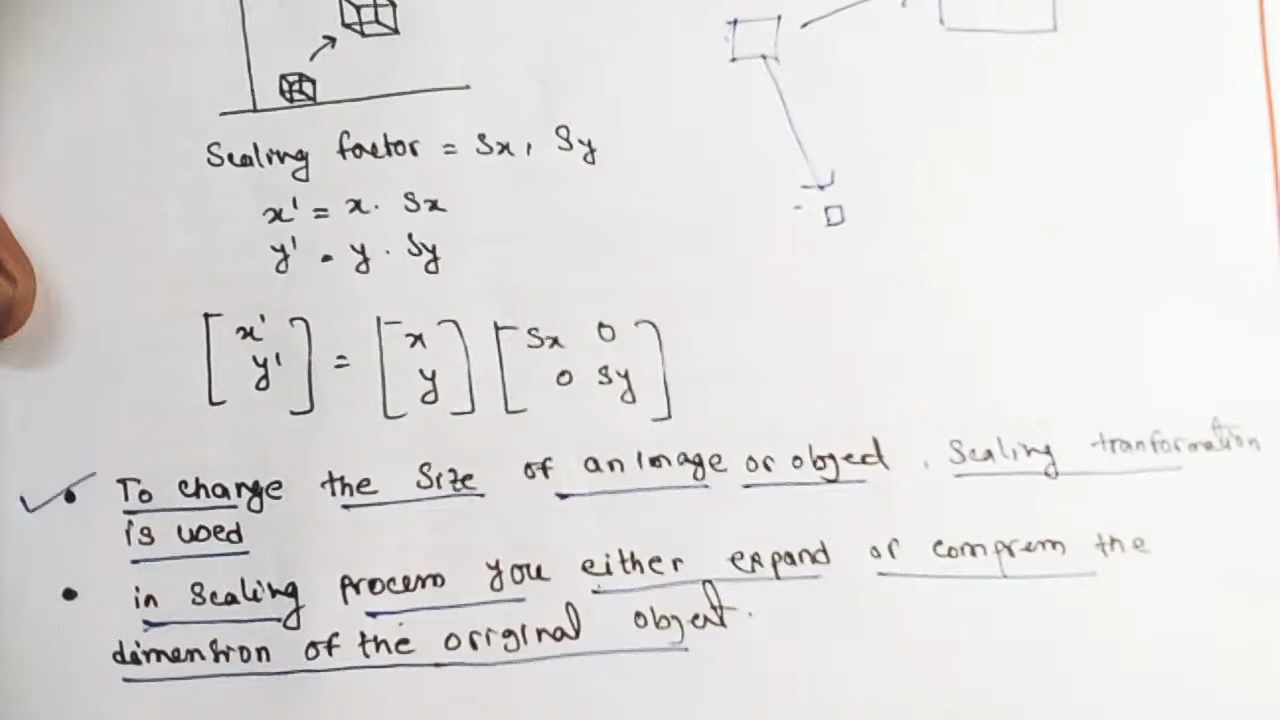 Scaling factor = Sx, Sy
x' = x. Sx
y' = y. Sy
[x' y'] = [x y] [Sx 0 0 Sy]
To change the Size of an image or object, Scaling tranformation
is used
in Scaling process you either expand or compress the
dimension of the original object.